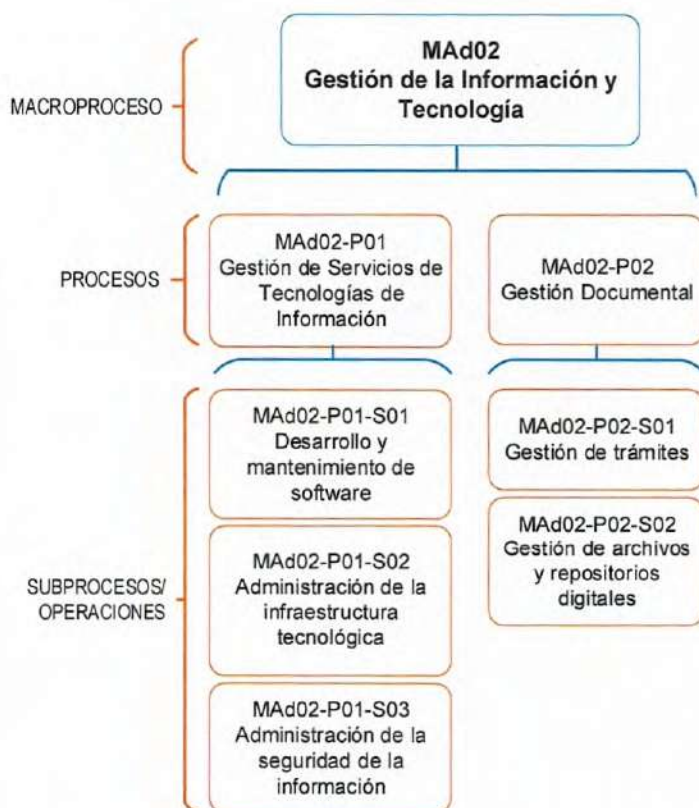 MACROPROCESO
MAd02
Gestión de la Información y
Tecnología
PROCESOS
MAd02-P01
Gestión de Servicios de
Tecnologías de
Información
MAd02-P02
Gestión Documental
SUBPROCESOS/
OPERACIONES
MAd02-P01-S01
Desarrollo y
mantenimiento de
software
MAd02-P01-S02
Administración de la
infraestructura
tecnológica
MAd02-P01-S03
Administración de la
seguridad de la
información
MAd02-P02-S01
Gestión de trámites
MAd02-P02-S02
Gestión de archivos
y repositorios
digitales